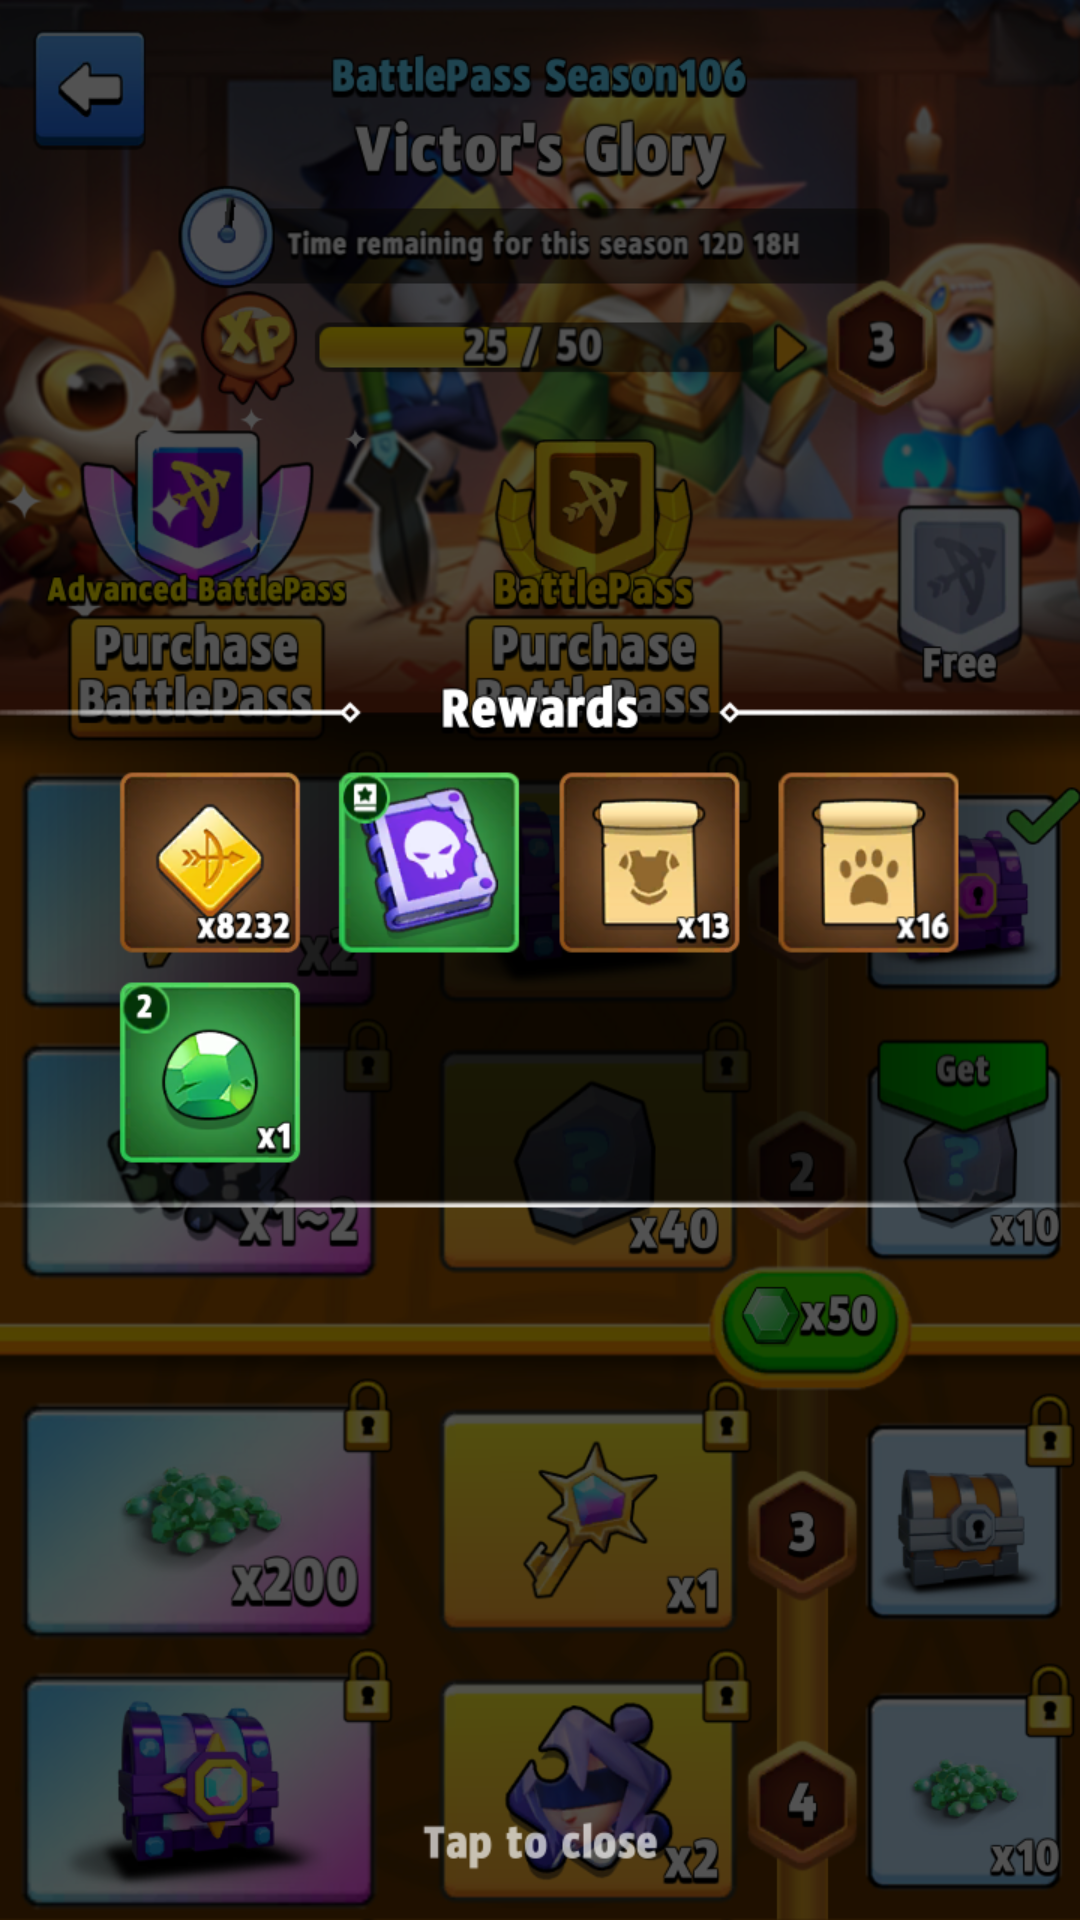 BattlePass Season106
Victor's Glory
Time remaining for this season 12D 18H
XP
25 / 50
3
Advanced BattlePass
BattlePass
Purchase
BattlePass
Purchase
BattlePass
Free
Rewards
x8232
x13
x16
x2
2
x1
Get
?
?
2
x1~2
x40
x10
x50
x200
x1
3
4
Tap to close
x2
x10